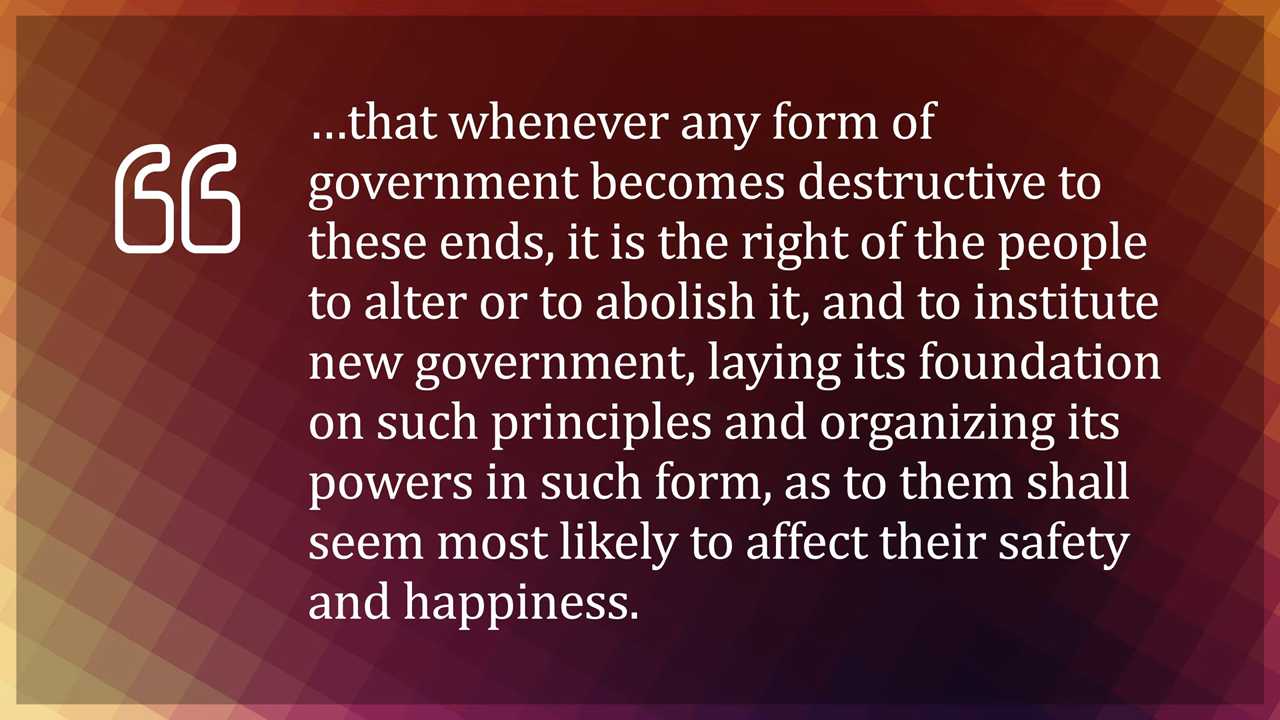 …that whenever any form of
government becomes destructive to
these ends, it is the right of the people
to alter or to abolish it, and to institute
new government, laying its foundation
on such principles and organizing its
powers in such form, as to them shall
seem most likely to affect their safety
and happiness.